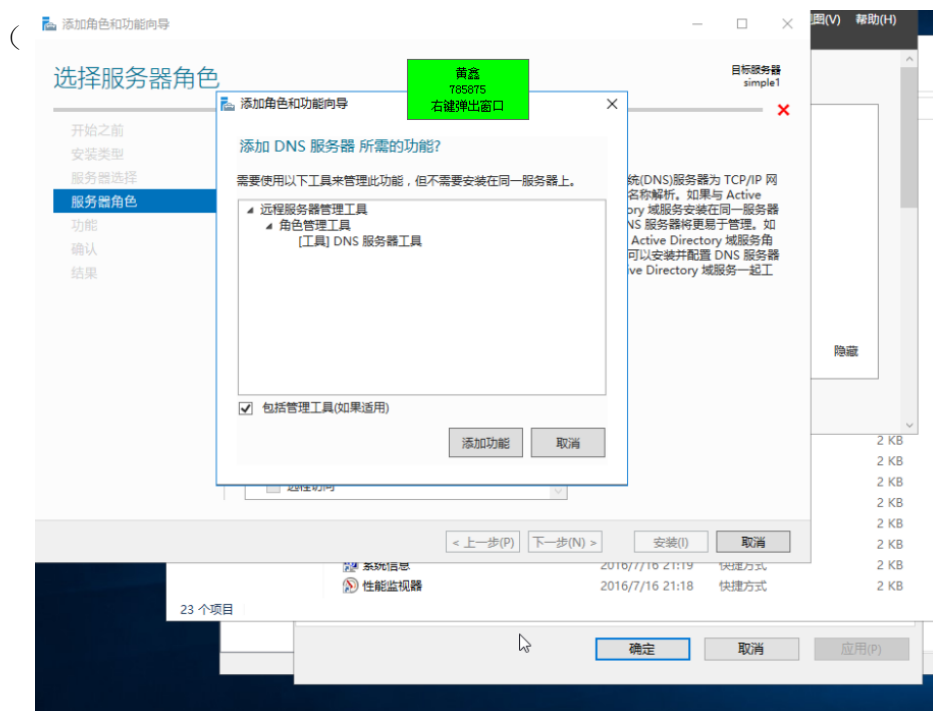 (
添加角色和功能向导
图(V) 帮助(H)
选择服务器角色
黄鑫
785875
右键弹出窗口
目标服务器
simple1
开始之前
安装类型
服务器选择
服务器角色
功能
确认
结果
添加角色和功能向导
添加 DNS 服务器 所需的功能?
需要使用以下工具来管理此功能，但不需要安装在同一服务器上。
远程服务器管理工具
角色管理工具
[工具] DNS 服务器工具
包括管理工具(如果适用)
添加功能 取消
统(DNS)服务器为 TCP/IP 网
名称解析。如果与 Active
ory 域服务安装在同一服务器
NS 服务器将更易于管理。如
Active Directory 域服务角
可以安装并配置 DNS 服务器
ive Directory 域服务一起工
隐藏
远程访问
< 上一步(P) 下一步(N) > 安装(I) 取消
2 KB
2 KB
2 KB
2 KB
2 KB
2 KB
系统信息 2016/7/16 21:19 快捷方式 2 KB
性能监视器 2016/7/16 21:18 快捷方式 2 KB
23 个项目
确定 取消 应用(P)